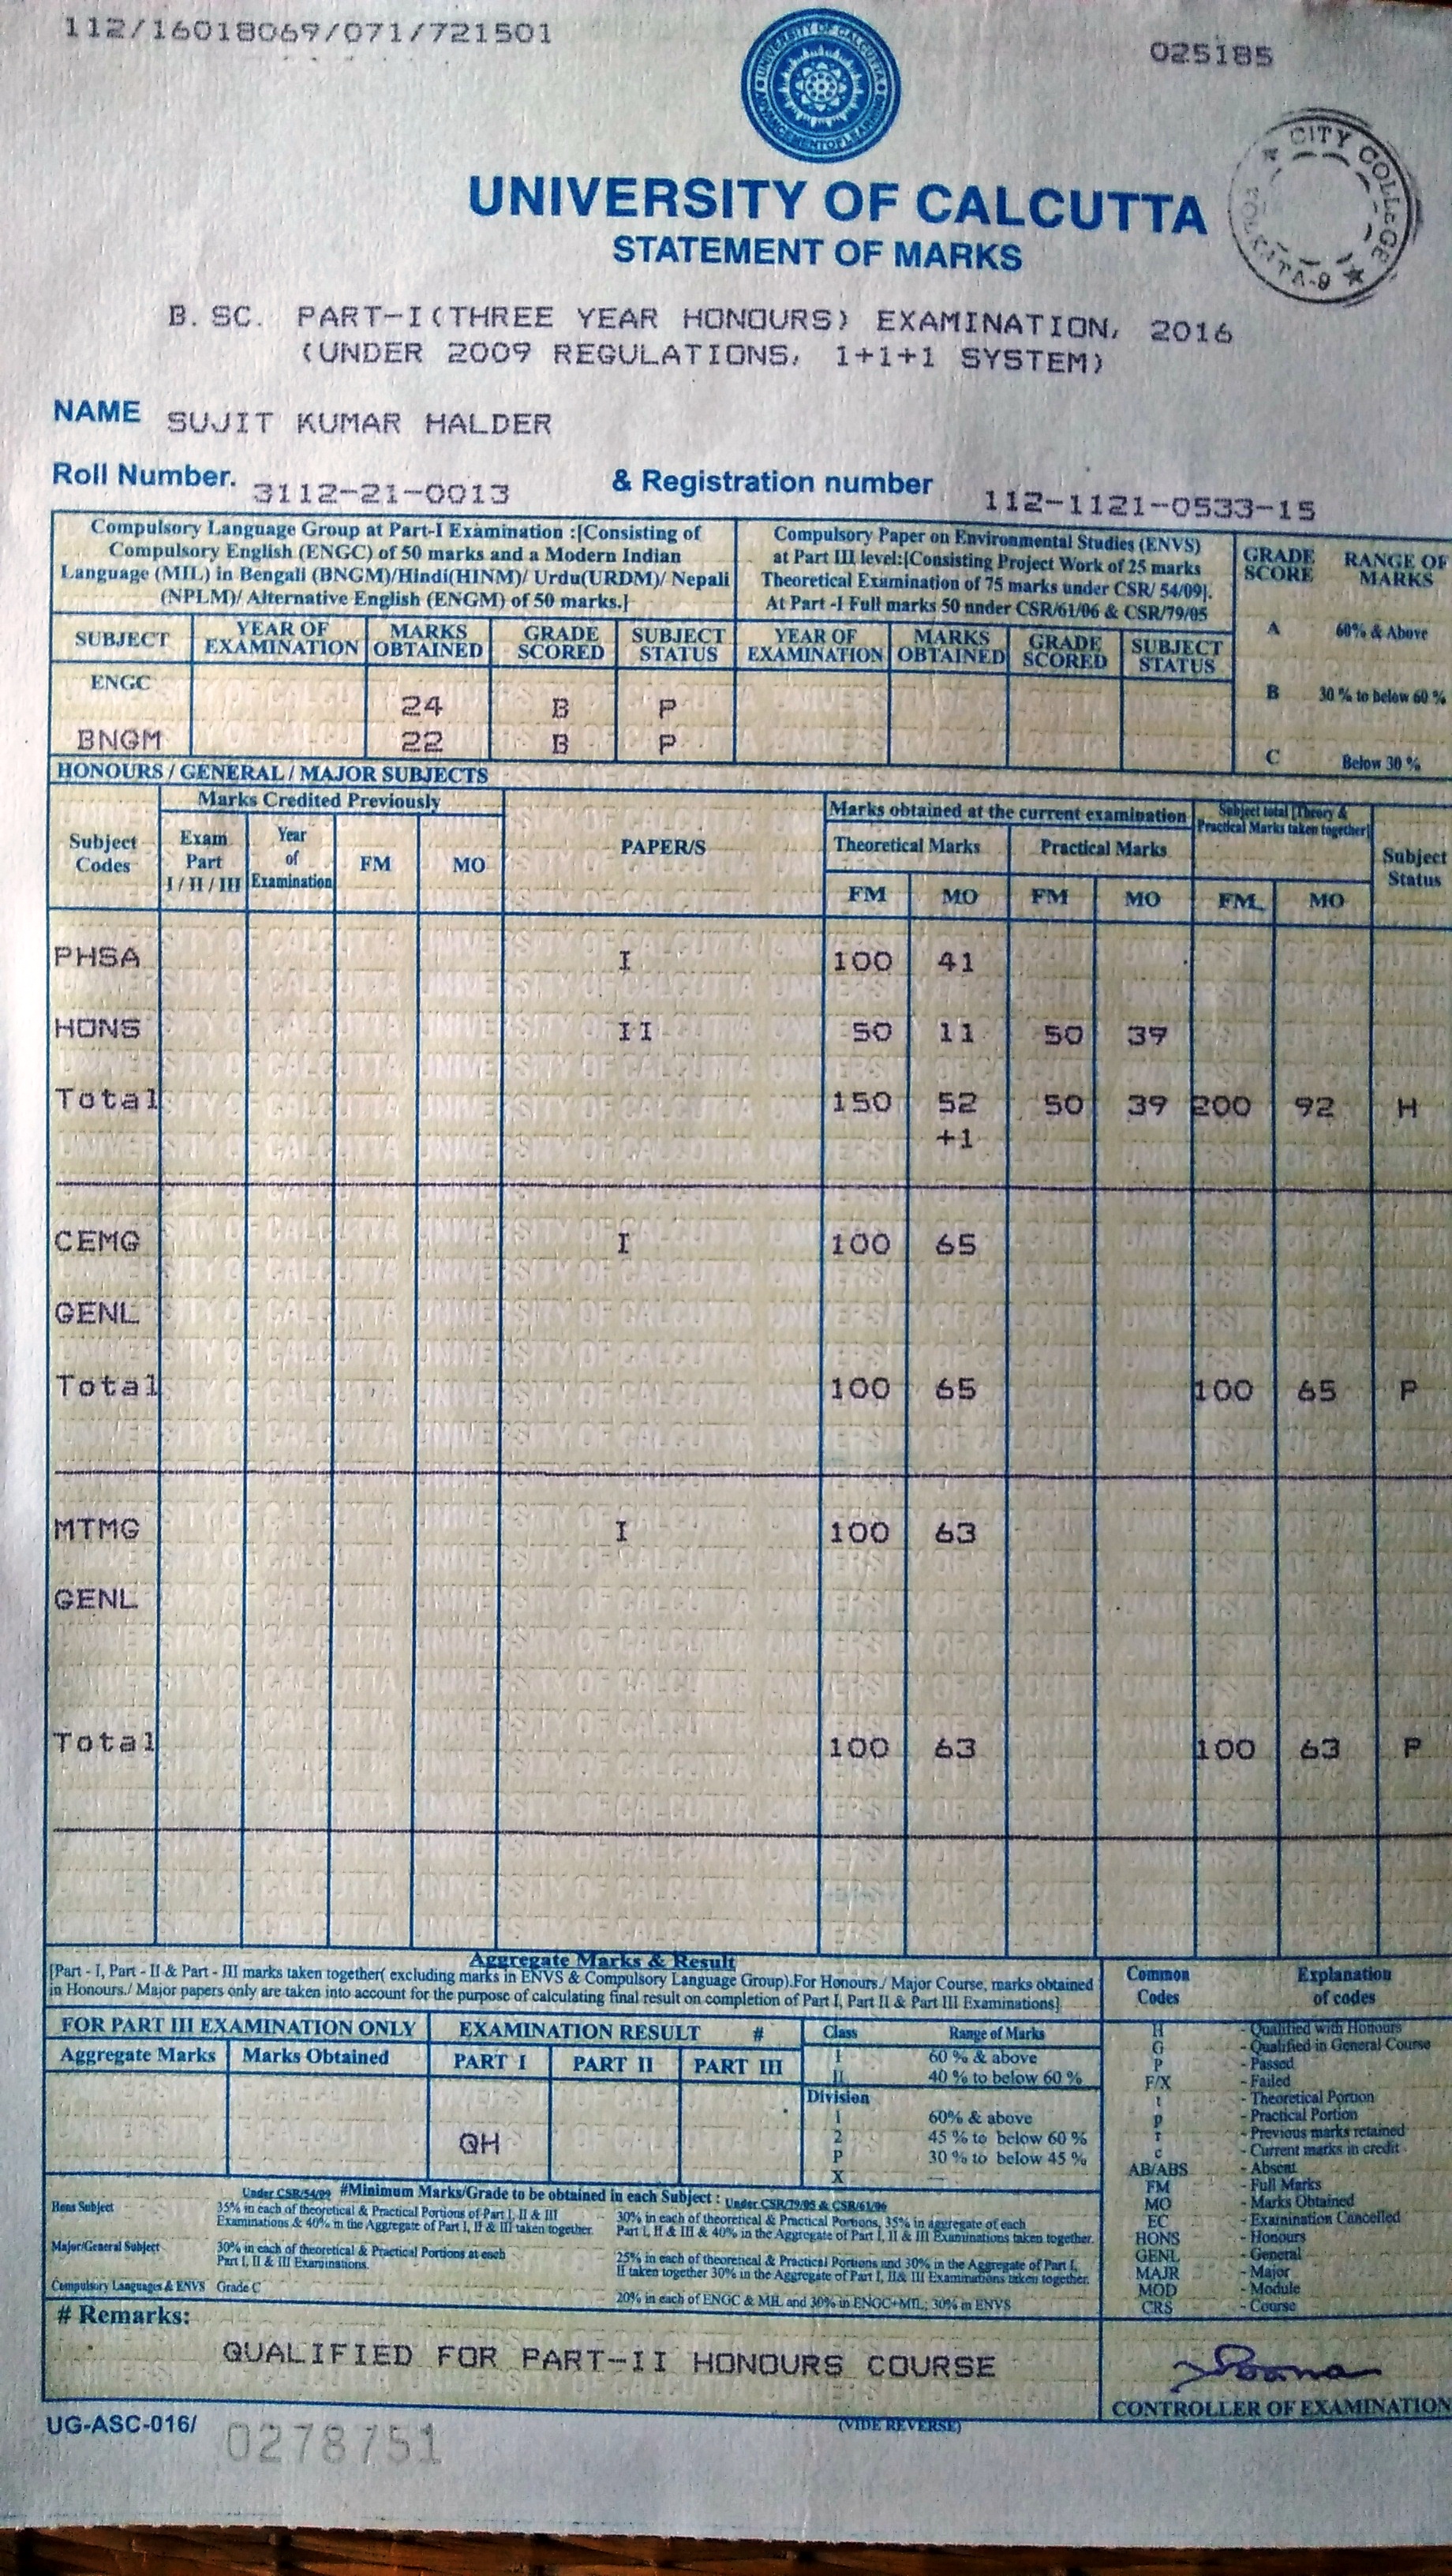 112/16018069/071/721501
025185
UNIVERSITY OF CALCUTTA
ADVANCEMENT OF LEARNING
CITY COLLEGE
KOLKATA-9
UNIVERSITY OF CALCUTTA
STATEMENT OF MARKS
B. SC. PART-I(THREE YEAR HONOURS) EXAMINATION, 2016
(UNDER 2009 REGULATIONS, 1+1+1 SYSTEM)
NAME SUJIT KUMAR HALDER
Roll Number. 3112-21-0013 & Registration number 112-1121-0533-15
Compulsory Language Group at Part-I Examination :[Consisting of
Compulsory English (ENGC) of 50 marks and a Modern Indian
Language (MIL) in Bengali (BNGM)/Hindi(HINM)/ Urdu(URDM)/ Nepali
(NPLM)/ Alternative English (ENGM) of 50 marks.]
Compulsory Paper on Environmental Studies (ENVS)
at Part III level:[Consisting Project Work of 25 marks
Theoretical Examination of 75 marks under CSR/ 54/09].
At Part -I Full marks 50 under CSR/61/06 & CSR/79/05
GRADE SCORE RANGE OF MARKS
A 60% & Above
B 30 % to below 60 %
C Below 30 %
SUBJECT YEAR OF EXAMINATION MARKS OBTAINED GRADE SCORED SUBJECT STATUS YEAR OF EXAMINATION MARKS OBTAINED GRADE SCORED SUBJECT STATUS
ENGC 24 B P
BNGM 22 B P
HONOURS / GENERAL / MAJOR SUBJECTS
Subject Codes
Marks Credited Previously
Exam Part I / II / III
Year of Examination
FM MO
PAPER/S
Marks obtained at the current examination
Theoretical Marks Practical Marks
Subject total [Theory &
Practical Marks taken together]
Subject Status
FM MO FM MO FM MO
PHSA I 100 41
HONS II 50 11 50 39
Total 150 52 50 39 200 92 H
+1
CEMG I 100 65
GENL
Total 100 65 100 65 P
MTMG I 100 63
GENL
Total 100 63 100 63 P
Aggregate Marks & Result
[Part - I, Part - II & Part - III marks taken together( excluding marks in ENVS & Compulsory Language Group).For Honours./ Major Course, marks obtained
in Honours./ Major papers only are taken into account for the purpose of calculating final result on completion of Part I, Part II & Part III Examinations]
FOR PART III EXAMINATION ONLY EXAMINATION RESULT #
Aggregate Marks Marks Obtained PART I PART II PART III
QH
Class Range of Marks
I 60 % & above
II 40 % to below 60 %
Division
1 60% & above
2 45 % to below 60 %
P 30 % to below 45 %
X —
Common Codes Explanation of codes
H - Qualified with Honours
G - Qualified in General Course
P - Passed
F/X - Failed
t - Theoretical Portion
p - Practical Portion
r - Previous marks retained
c - Current marks in credit
AB/ABS - Absent
FM - Full Marks
MO - Marks Obtained
EC - Examination Cancelled
HONS - Honours
GENL - General
MAJR - Major
MOD - Module
CRS - Course
Under CSR/54/09 #Minimum Marks/Grade to be obtained in each Subject : Under CSR/79/05 & CSR/61/06
Hons Subject
35% in each of theoretical & Practical Portions of Part I, II & III
Examinations & 40% in the Aggregate of Part I, II & III taken together.
30% in each of theoretical & Practical Portions, 35% in aggregate of each
Part I, II & III & 40% in the Aggregate of Part I, II & III Examinations taken together.
Major/General Subject
30% in each of theoretical & Practical Portions at each
Part I, II & III Examinations.
25% in each of theoretical & Practical Portions and 30% in the Aggregate of Part I,
II taken together 30% in the Aggregate of Part I, II& III Examinations taken together.
Compulsory Languages & ENVS Grade C
20% in each of ENGC & MIL and 30% in ENGC+MIL; 30% in ENVS
# Remarks:
QUALIFIED FOR PART-II HONOURS COURSE
CONTROLLER OF EXAMINATION
UG-ASC-016/ 0278751
(VIDE REVERSE)